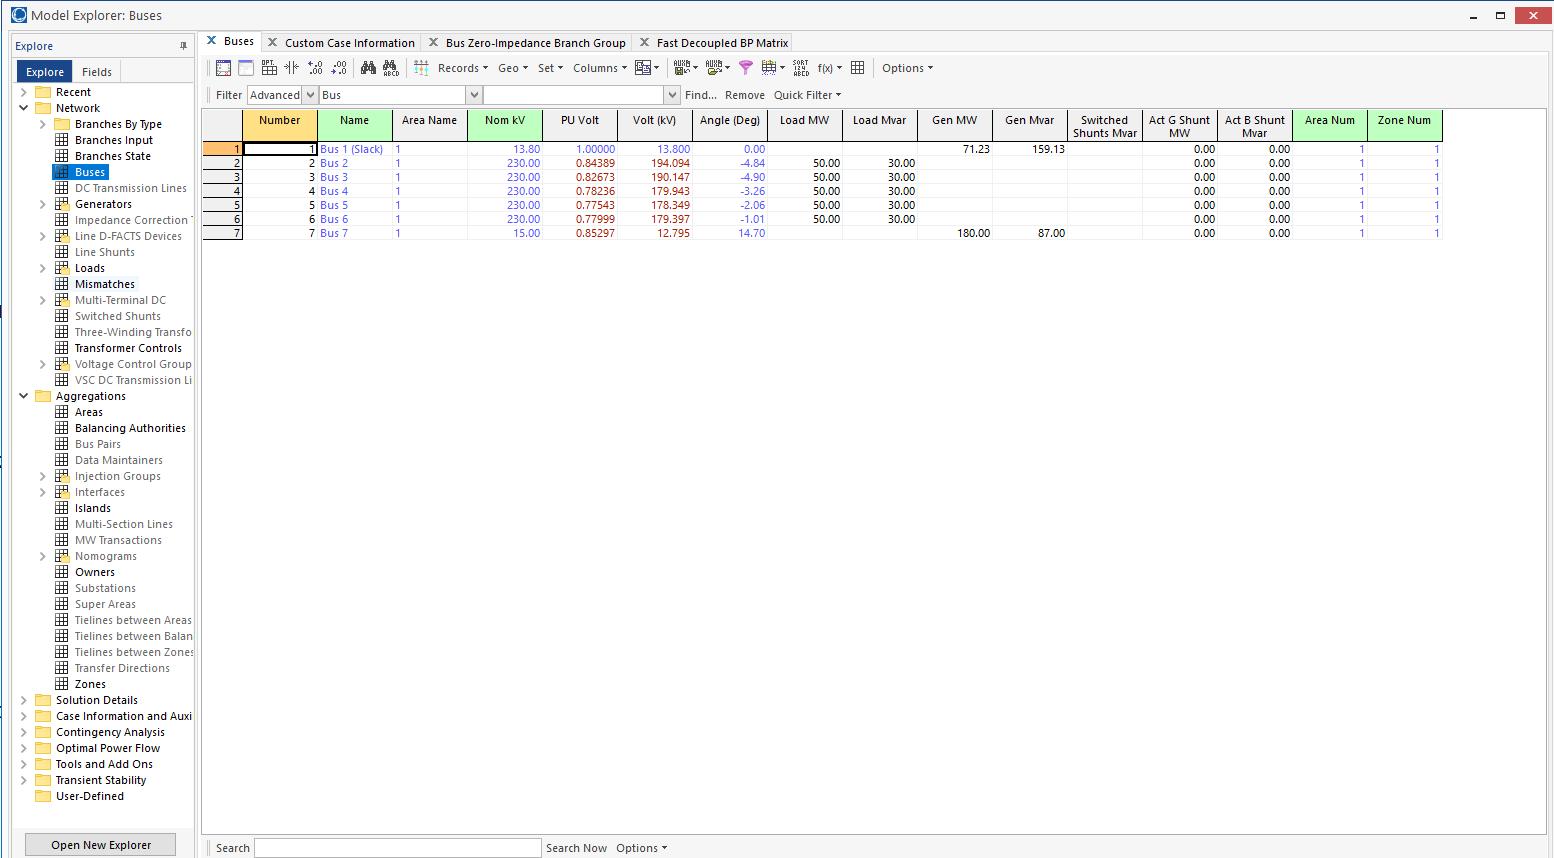 Model Explorer: Buses
Explore
Explore Fields
Recent
Network
Branches By Type
Branches Input
Branches State
Buses
DC Transmission Lines
Generators
Impedance Correction T
Line D-FACTS Devices
Line Shunts
Loads
Mismatches
Multi-Terminal DC
Switched Shunts
Three-Winding Transfo
Transformer Controls
Voltage Control Group
VSC DC Transmission Li
Aggregations
Areas
Balancing Authorities
Bus Pairs
Data Maintainers
Injection Groups
Interfaces
Islands
Multi-Section Lines
MW Transactions
Nomograms
Owners
Substations
Super Areas
Tielines between Areas
Tielines between Balan
Tielines between Zones
Transfer Directions
Zones
Solution Details
Case Information and Auxi
Contingency Analysis
Optimal Power Flow
Tools and Add Ons
Transient Stability
User-Defined
Open New Explorer
Buses Custom Case Information Bus Zero-Impedance Branch Group Fast Decoupled BP Matrix
Records Geo Set Columns f(x) Options
Filter Advanced Bus Find... Remove Quick Filter
Number Name Area Name Nom kV PU Volt Volt (kV) Angle (Deg) Load MW Load Mvar Gen MW Gen Mvar Switched Shunts Mvar Act G Shunt MW Act B Shunt Mvar Area Num Zone Num
1 1 Bus 1 (Slack) 1 13.80 1.00000 13.800 0.00 71.23 159.13 0.00 0.00 1 1
2 2 Bus 2 1 230.00 0.84389 194.094 -4.84 50.00 30.00 0.00 0.00 1 1
3 3 Bus 3 1 230.00 0.82673 190.147 -4.90 50.00 30.00 0.00 0.00 1 1
4 4 Bus 4 1 230.00 0.78236 179.943 -3.26 50.00 30.00 0.00 0.00 1 1
5 5 Bus 5 1 230.00 0.77543 178.349 -2.06 50.00 30.00 0.00 0.00 1 1
6 6 Bus 6 1 230.00 0.77999 179.397 -1.01 50.00 30.00 0.00 0.00 1 1
7 7 Bus 7 1 15.00 0.85297 12.795 14.70 180.00 87.00 0.00 0.00 1 1
Search Search Now Options